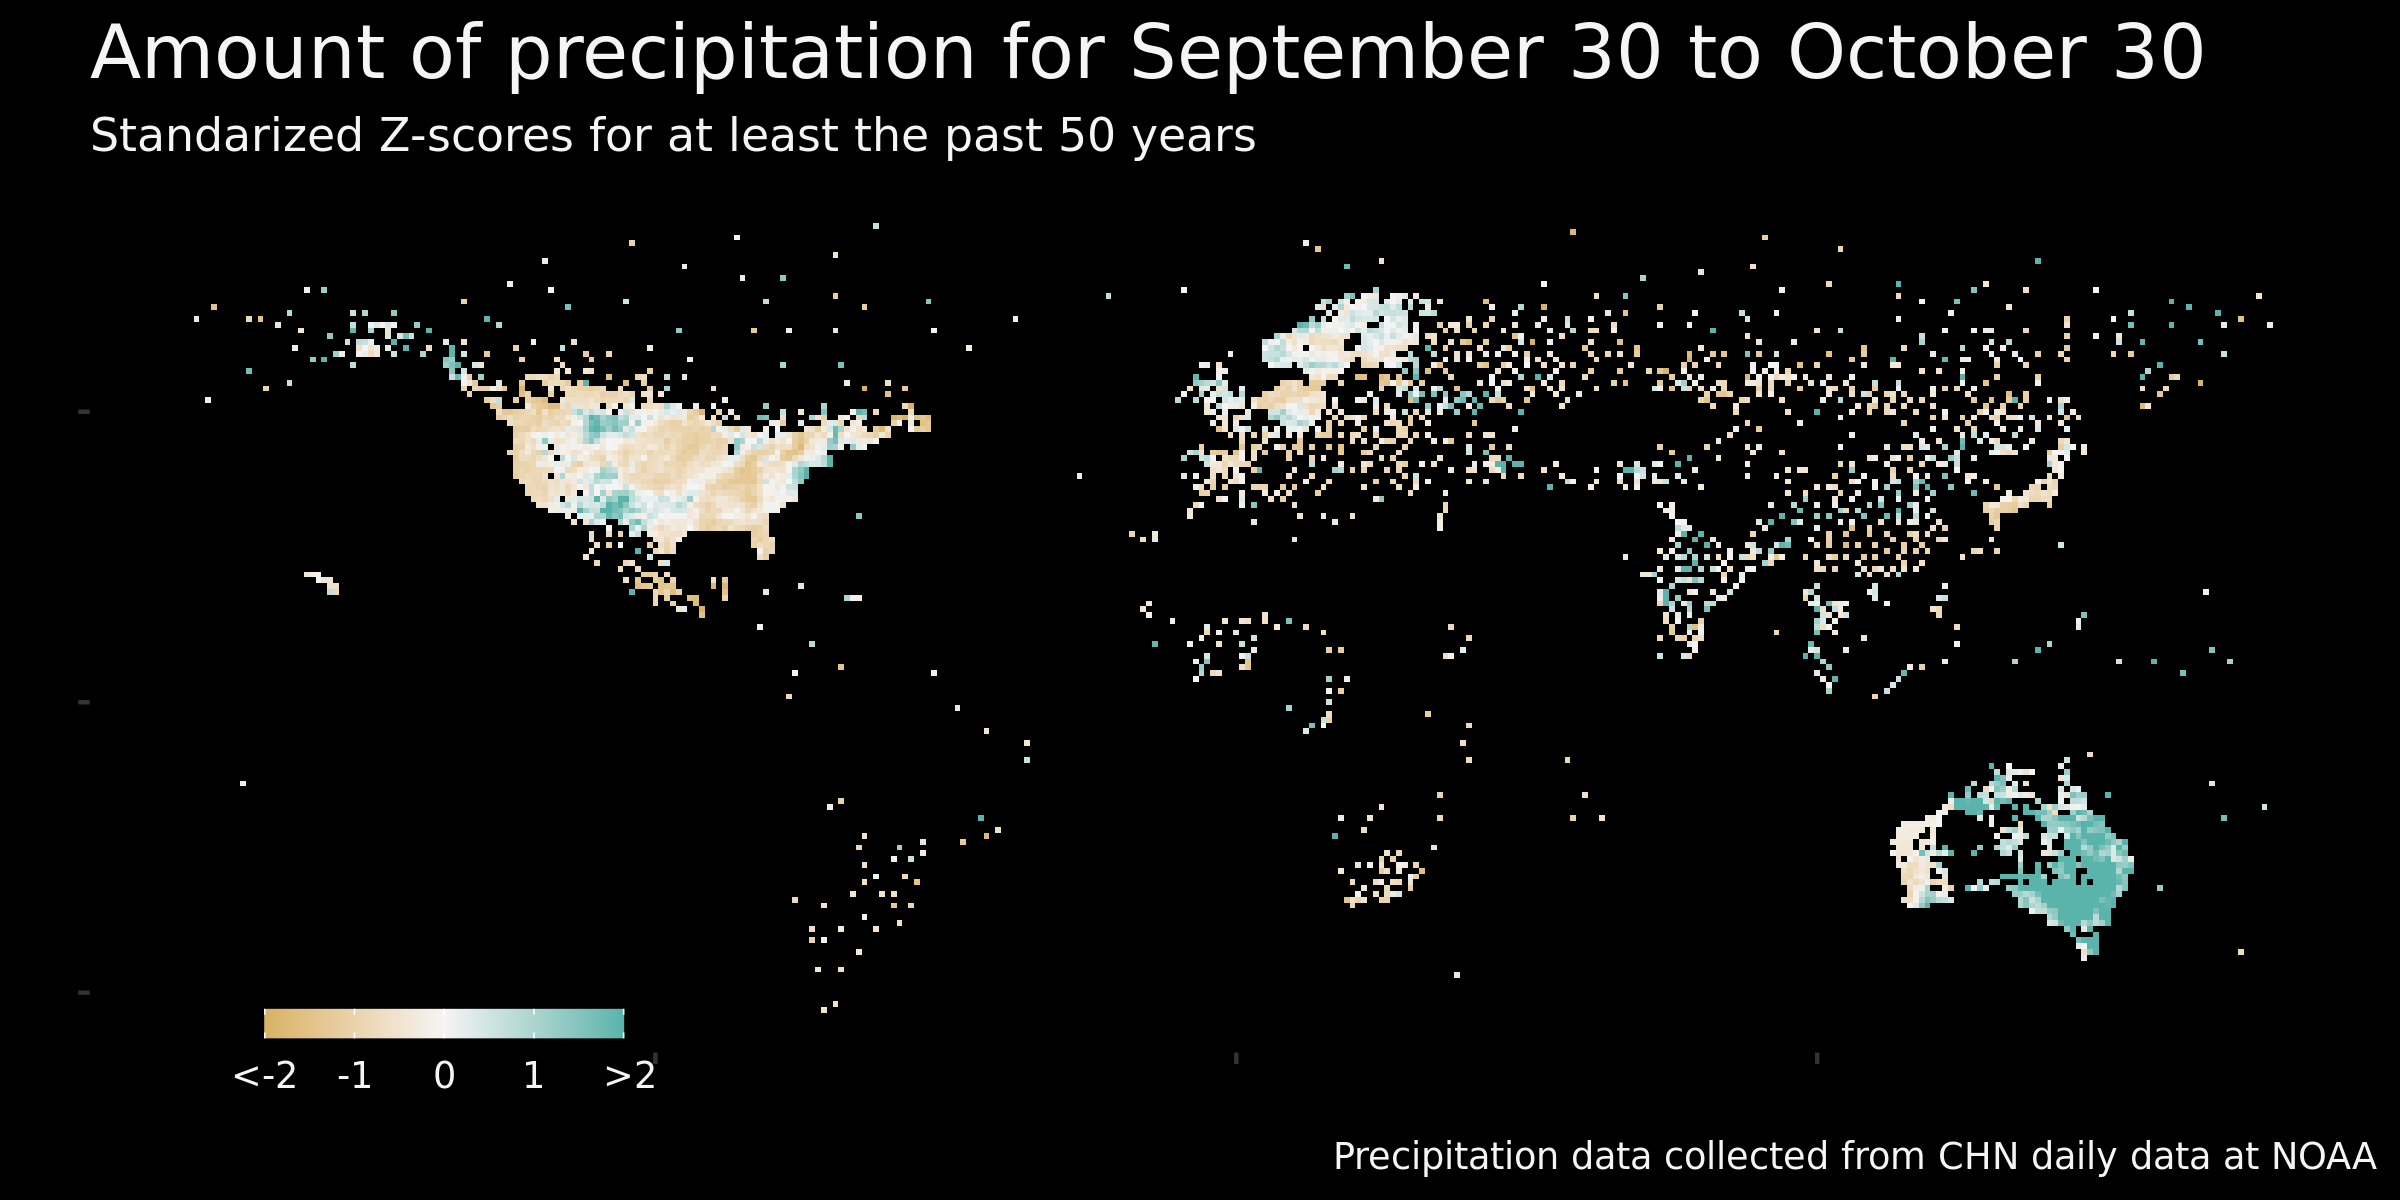 Amount of precipitation for September 30 to October 30
Standarized Z-scores for at least the past 50 years
<-2 -1 0 1 >2
Precipitation data collected from CHN daily data at NOAA